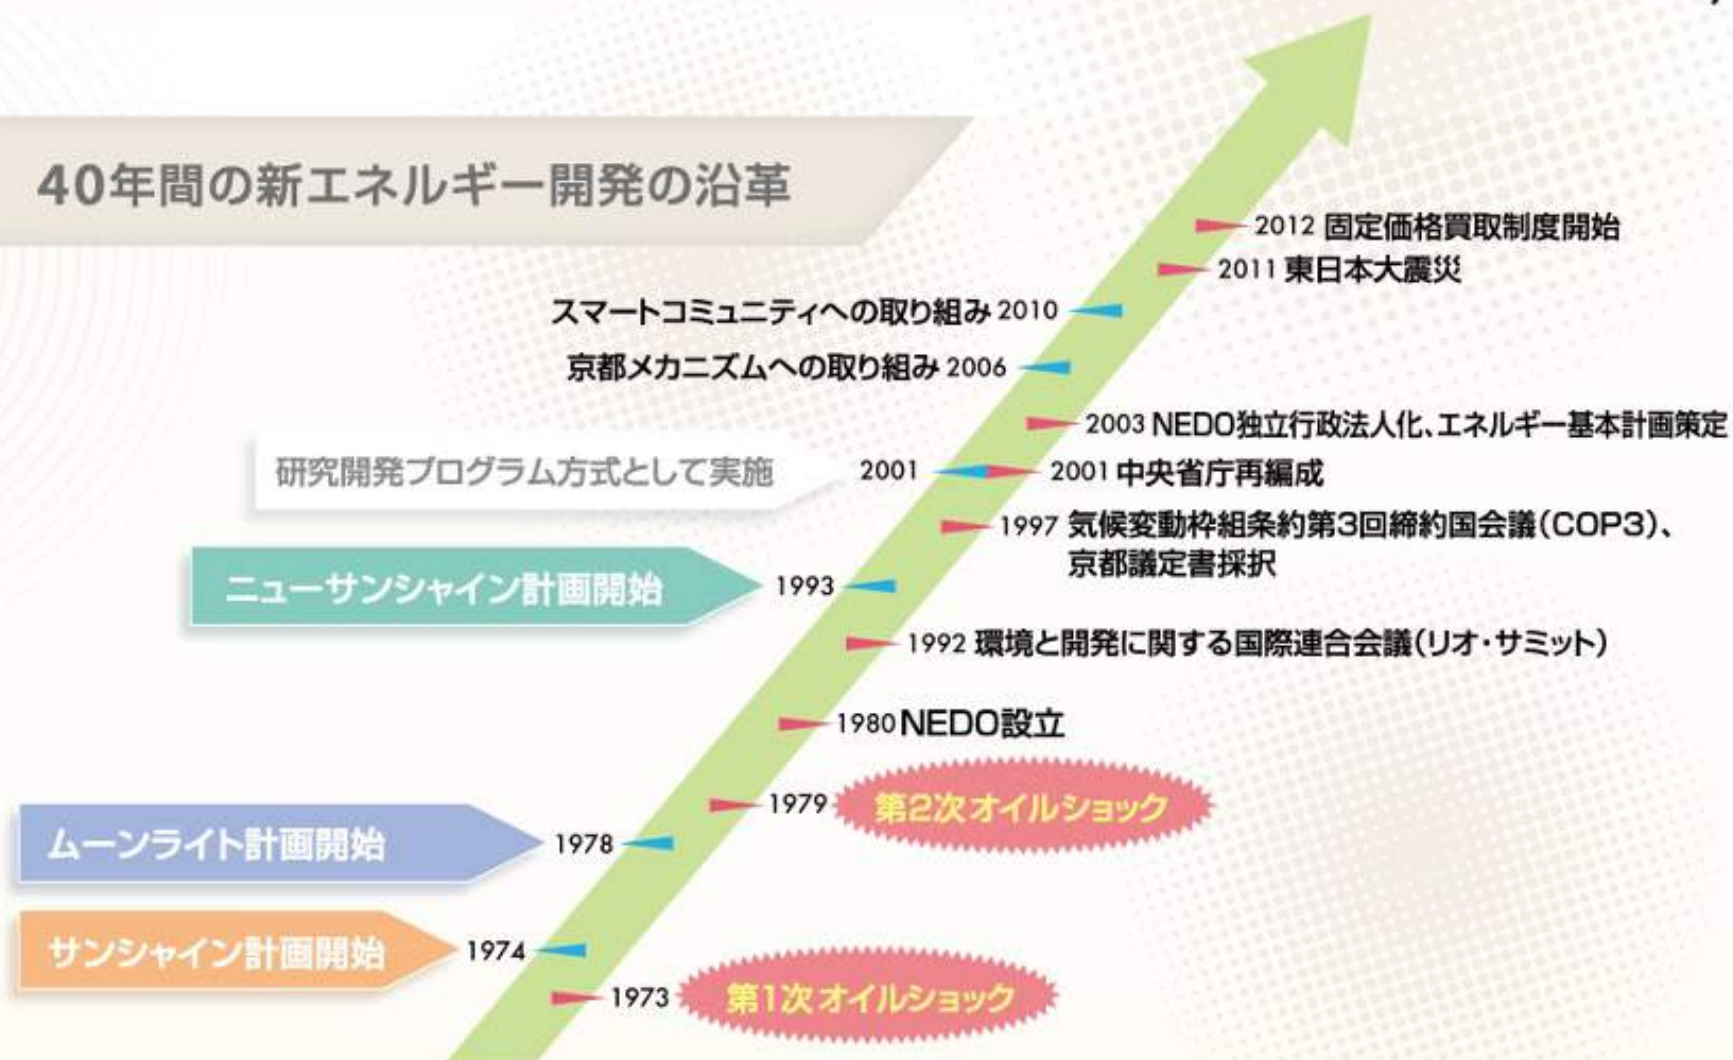 40年間の新エネルギー開発の沿革
2012 固定価格買取制度開始
2011 東日本大震災
スマートコミュニティへの取り組み 2010
京都メカニズムへの取り組み 2006
2003 NEDO独立行政法人化、エネルギー基本計画策定
研究開発プログラム方式として実施 2001
2001 中央省庁再編成
1997 気候変動枠組条約第3回締約国会議(COP3)、
京都議定書採択
ニューサンシャイン計画開始 1993
1992 環境と開発に関する国際連合会議(リオ・サミット)
1980 NEDO設立
1979 第2次オイルショック
ムーンライト計画開始 1978
サンシャイン計画開始 1974
1973 第1次オイルショック